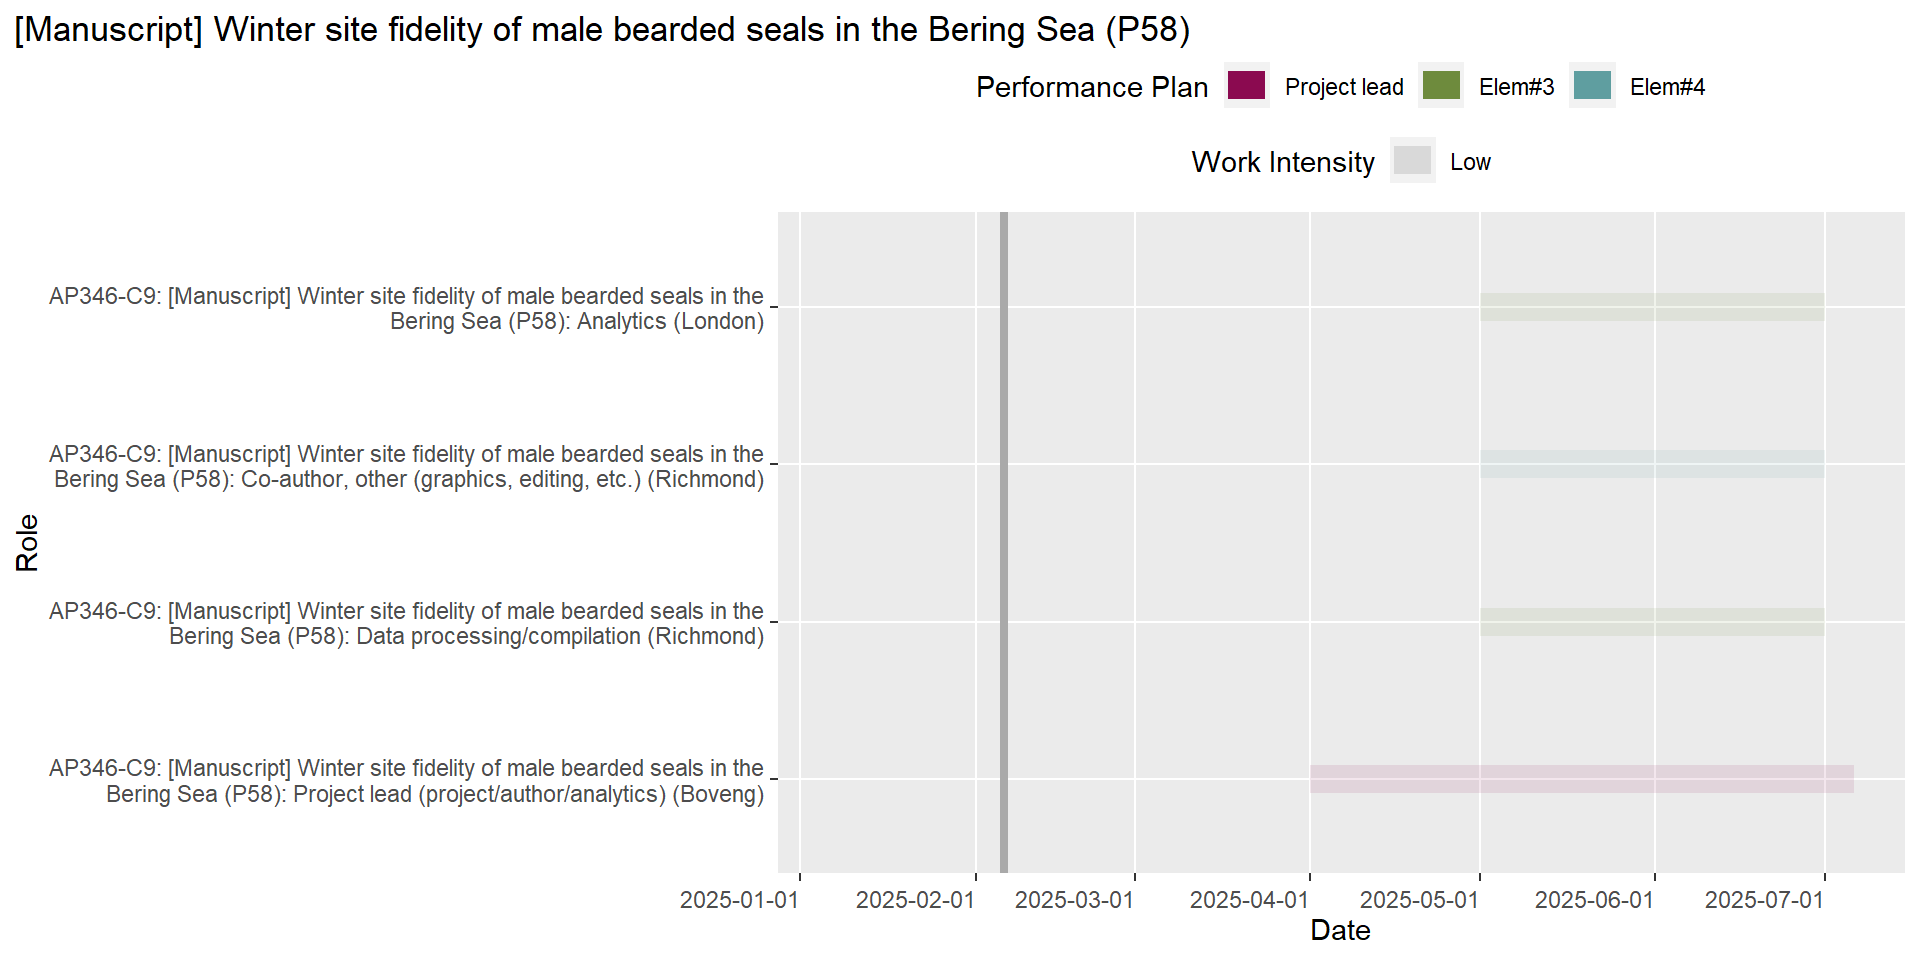 [Manuscript] Winter site fidelity of male bearded seals in the Bering Sea (P58)
Performance Plan Project lead Elem#3 Elem#4
Work Intensity Low
AP346-C9: [Manuscript] Winter site fidelity of male bearded seals in the
Bering Sea (P58): Analytics (London)
AP346-C9: [Manuscript] Winter site fidelity of male bearded seals in the
Bering Sea (P58): Co-author, other (graphics, editing, etc.) (Richmond)
Role
AP346-C9: [Manuscript] Winter site fidelity of male bearded seals in the
Bering Sea (P58): Data processing/compilation (Richmond)
AP346-C9: [Manuscript] Winter site fidelity of male bearded seals in the
Bering Sea (P58): Project lead (project/author/analytics) (Boveng)
2025-01-01 2025-02-01 2025-03-01 2025-04-01 2025-05-01 2025-06-01 2025-07-01
Date